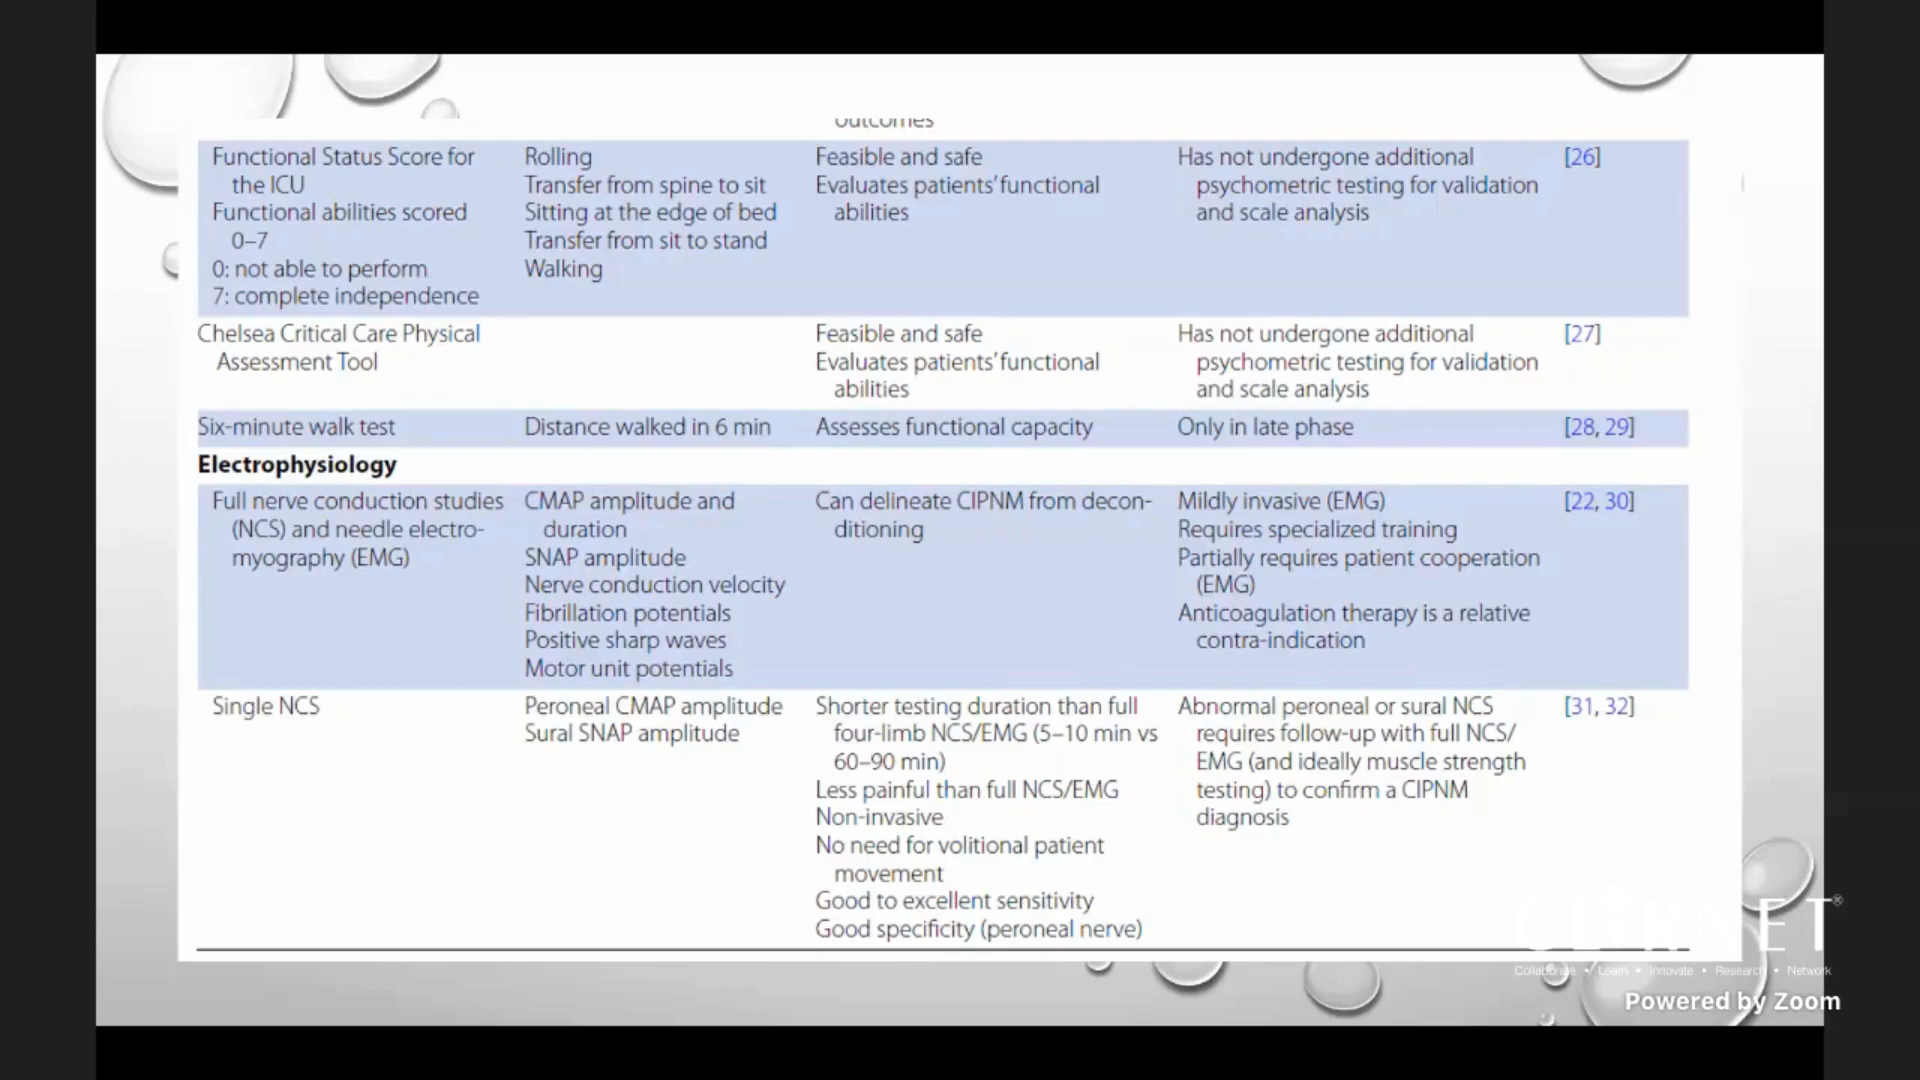 outcomes
Functional Status Score for
the ICU
Functional abilities scored
0–7
0: not able to perform
7: complete independence
Rolling
Transfer from spine to sit
Sitting at the edge of bed
Transfer from sit to stand
Walking
Feasible and safe
Evaluates patients’ functional
abilities
Has not undergone additional
psychometric testing for validation
and scale analysis
[26]
Chelsea Critical Care Physical
Assessment Tool
Feasible and safe
Evaluates patients’ functional
abilities
Has not undergone additional
psychometric testing for validation
and scale analysis
[27]
Six-minute walk test
Distance walked in 6 min
Assesses functional capacity
Only in late phase
[28, 29]
Electrophysiology
Full nerve conduction studies
(NCS) and needle electro-
myography (EMG)
CMAP amplitude and
duration
SNAP amplitude
Nerve conduction velocity
Fibrillation potentials
Positive sharp waves
Motor unit potentials
Can delineate CIPNM from decon-
ditioning
Mildly invasive (EMG)
Requires specialized training
Partially requires patient cooperation
(EMG)
Anticoagulation therapy is a relative
contra-indication
[22, 30]
Single NCS
Peroneal CMAP amplitude
Sural SNAP amplitude
Shorter testing duration than full
four-limb NCS/EMG (5–10 min vs
60–90 min)
Less painful than full NCS/EMG
Non-invasive
No need for volitional patient
movement
Good to excellent sensitivity
Good specificity (peroneal nerve)
Abnormal peroneal or sural NCS
requires follow-up with full NCS/
EMG (and ideally muscle strength
testing) to confirm a CIPNM
diagnosis
[31, 32]
Collaborate • Learn • Innovate • Research • Network
Powered by Zoom